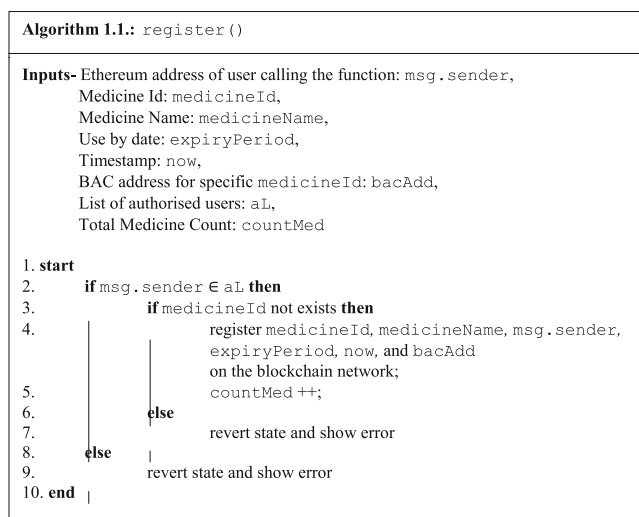 Algorithm 1.1.: register()
Inputs- Ethereum address of user calling the function: msg.sender,
Medicine Id: medicineId,
Medicine Name: medicineName,
Use by date: expiryPeriod,
Timestamp: now,
BAC address for specific medicineId: bacAdd,
List of authorised users: aL,
Total Medicine Count: countMed
1. start
2. if msg.sender ∈ aL then
3. if medicineId not exists then
4. register medicineId, medicineName, msg.sender,
expiryPeriod, now, and bacAdd
on the blockchain network;
5. countMed ++;
6. else
7. revert state and show error
8. else
9. revert state and show error
10. end